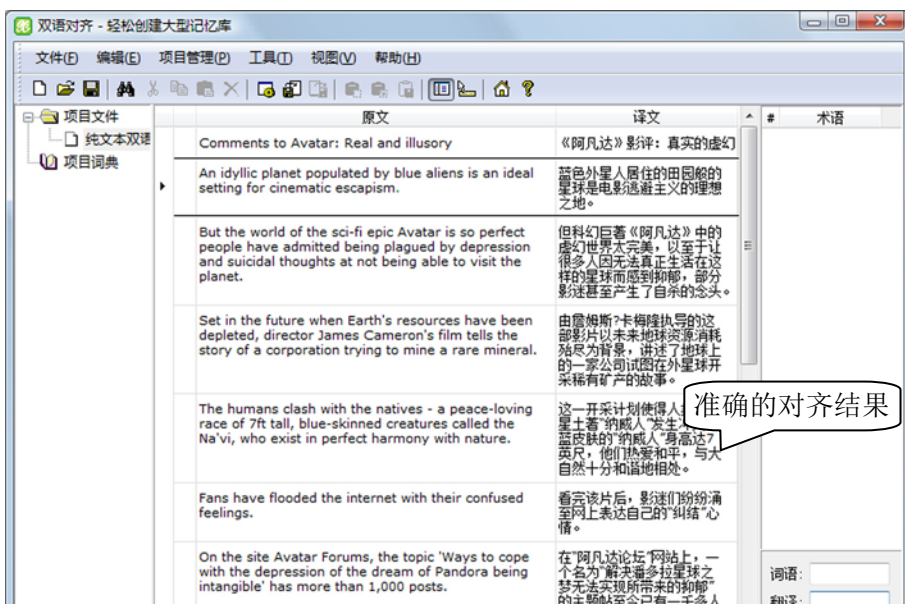 双语对齐 - 轻松创建大型记忆库
文件(F) 编辑(E) 项目管理(P) 工具(T) 视图(V) 帮助(H)
项目文件
纯文本双语
项目词典
原文 译文 # 术语
Comments to Avatar: Real and illusory
《阿凡达》影评：真实的虚幻
An idyllic planet populated by blue aliens is an ideal
setting for cinematic escapism.
蓝色外星人居住的田园般的
星球是电影逃避主义的理想
之地。
But the world of the sci-fi epic Avatar is so perfect
people have admitted being plagued by depression
and suicidal thoughts at not being able to visit the
planet.
但科幻巨著《阿凡达》中的
虚幻世界太完美，以至于让
很多人因无法真正生活在这
样的星球而感到抑郁，部分
影迷甚至产生了自杀的念头。
Set in the future when Earth's resources have been
depleted, director James Cameron's film tells the
story of a corporation trying to mine a rare mineral.
由詹姆斯?卡梅隆执导的这
部影片以未来地球资源消耗
殆尽为背景，讲述了地球上
的一家公司试图在外星球开
采稀有矿产的故事。
The humans clash with the natives - a peace-loving
race of 7ft tall, blue-skinned creatures called the
Na'vi, who exist in perfect harmony with nature.
这一开采计划使得人
星土著"纳威人"发生
蓝皮肤的"纳威人"身高达7
英尺，他们热爱和平，与大
自然十分和谐地相处。
准确的对齐结果
Fans have flooded the internet with their confused
feelings.
看完该片后，影迷们纷纷涌
至网上表达自己的"纠结"心
情。
On the site Avatar Forums, the topic 'Ways to cope
with the depression of the dream of Pandora being
intangible' has more than 1,000 posts.
在"阿凡达论坛"网站上，一
个名为"解决潘多拉星球之
梦无法实现所带来的抑郁"
的主题帖至今已有一千多人
词语:
翻译: